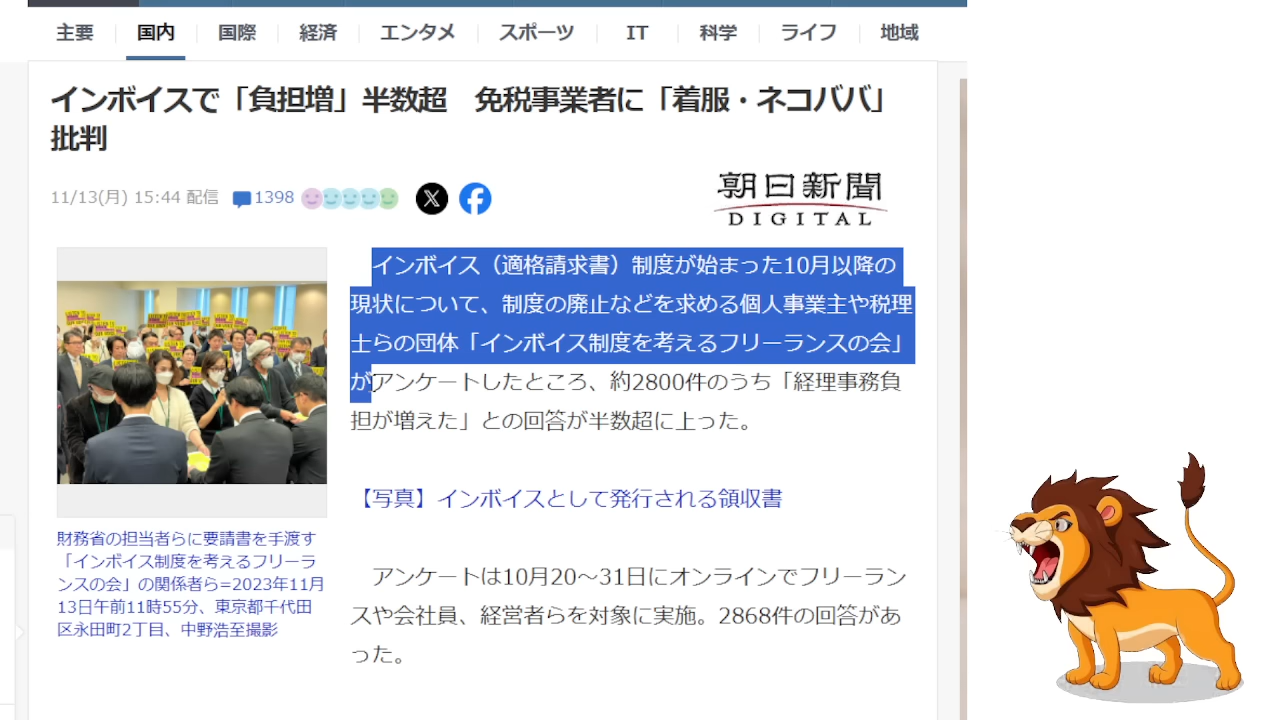 主要 国内 国際 経済 エンタメ スポーツ IT 科学 ライフ 地域
インボイスで「負担増」半数超　免税事業者に「着服・ネコババ」
批判
11/13(月) 15:44 配信 1398
朝日新聞
DIGITAL
インボイス（適格請求書）制度が始まった10月以降の
現状について、制度の廃止などを求める個人事業主や税理
士らの団体「インボイス制度を考えるフリーランスの会」
がアンケートしたところ、約2800件のうち「経理事務負
担が増えた」との回答が半数超に上った。
【写真】インボイスとして発行される領収書
アンケートは10月20～31日にオンラインでフリーラン
スや会社員、経営者らを対象に実施。2868件の回答があ
った。
財務省の担当者らに要請書を手渡す
「インボイス制度を考えるフリーラ
ンスの会」の関係者ら=2023年11月
13日午前11時55分、東京都千代田
区永田町2丁目、中野浩至撮影